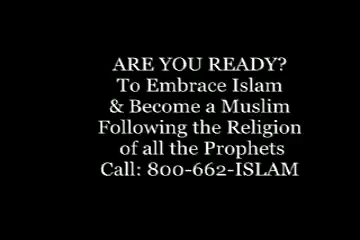 ARE YOU READY?
To Embrace Islam
& Become a Muslim
Following the Religion
of all the Prophets
Call: 800-662-ISLAM